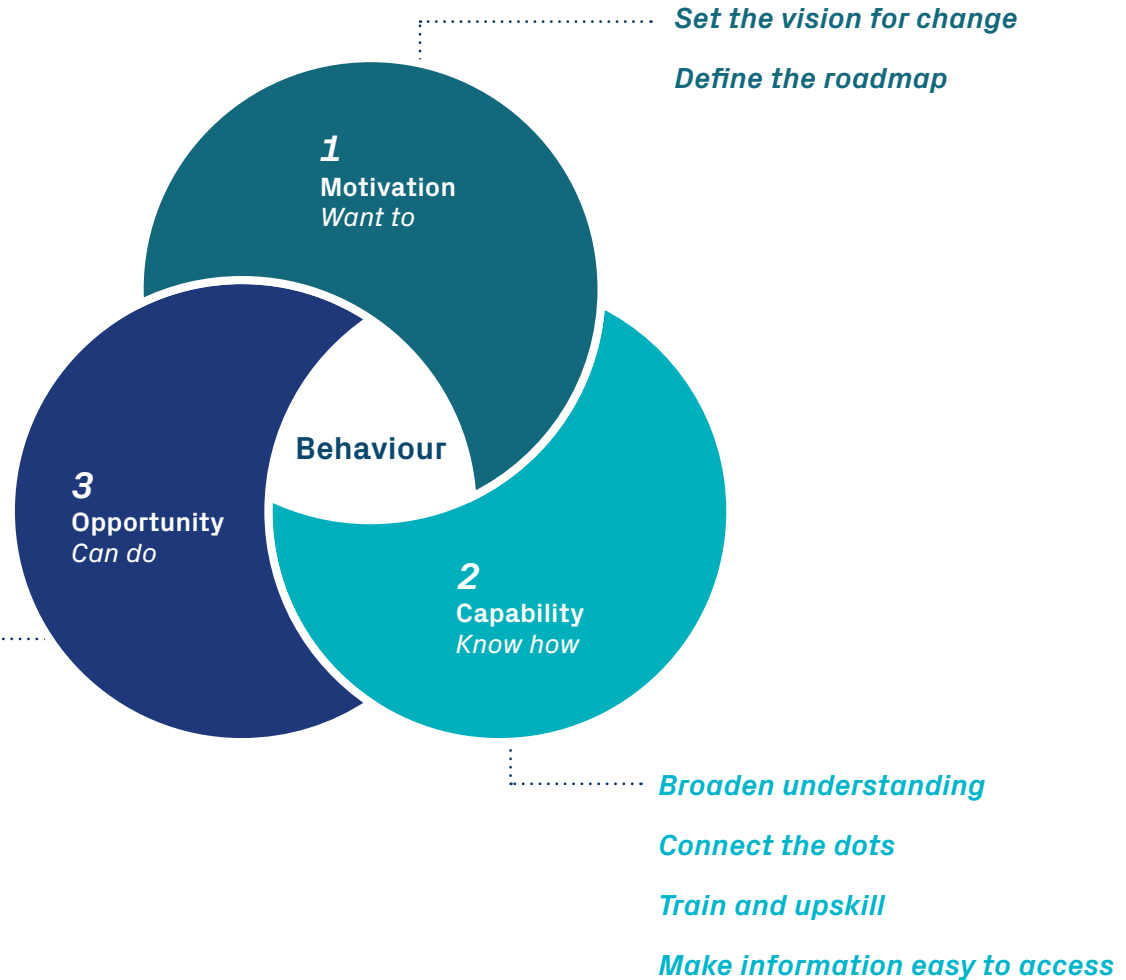 Set the vision for change
Define the roadmap
1
Motivation
Want to
Behaviour
3
Opportunity
Can do
2
Capability
Know how
Broaden understanding
Connect the dots
Train and upskill
Make information easy to access